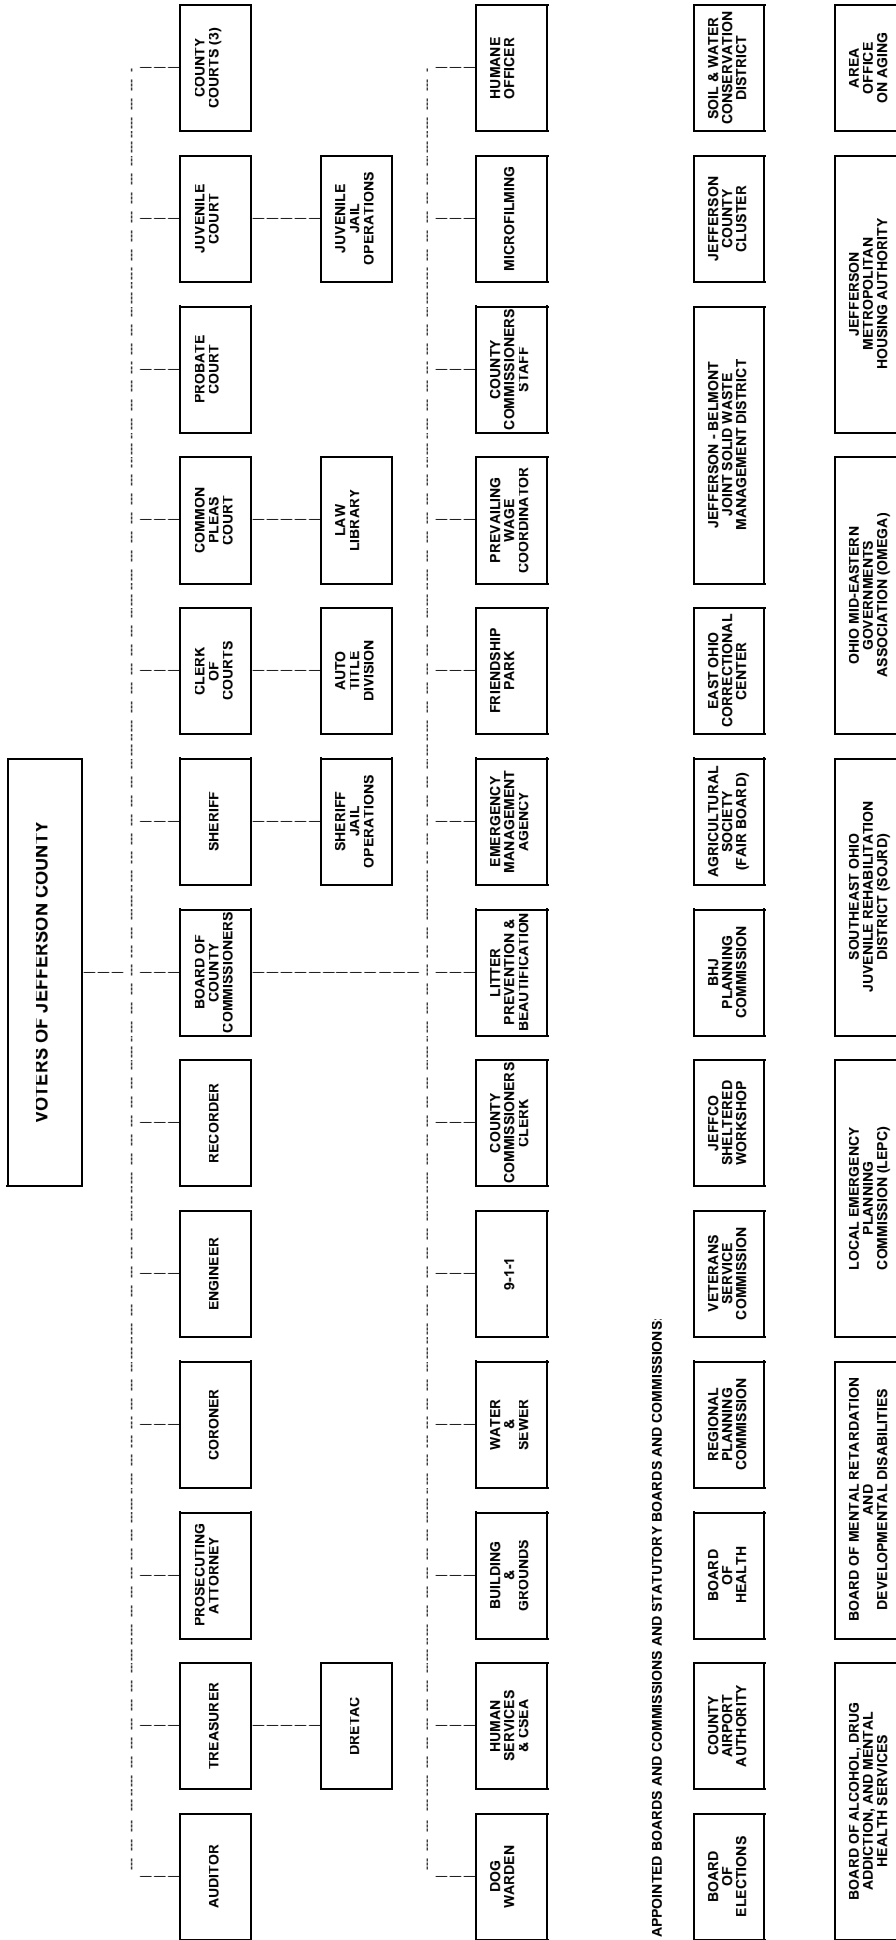 VOTERS OF JEFFERSON COUNTY
AUDITOR
TREASURER
PROSECUTING
ATTORNEY
CORONER
ENGINEER
RECORDER
BOARD OF
COUNTY
COMMISSIONERS
SHERIFF
CLERK
OF
COURTS
COMMON
PLEAS
COURT
PROBATE
COURT
JUVENILE
COURT
COUNTY
COURTS (3)
DRETAC
SHERIFF
JAIL
OPERATIONS
AUTO
TITLE
DIVISION
LAW
LIBRARY
JUVENILE
JAIL
OPERATIONS
DOG
WARDEN
HUMAN
SERVICES
& CSEA
BUILDING
&
GROUNDS
WATER
&
SEWER
9-1-1
COUNTY
COMMISSIONERS
CLERK
LITTER
PREVENTION &
BEAUTIFICATION
EMERGENCY
MANAGEMENT
AGENCY
FRIENDSHIP
PARK
PREVAILING
WAGE
COORDINATOR
COUNTY
COMMISSIONERS
STAFF
MICROFILMING
HUMANE
OFFICER
APPOINTED BOARDS AND COMMISSIONS AND STATUTORY BOARDS AND COMMISSIONS:
BOARD
OF
ELECTIONS
COUNTY
AIRPORT
AUTHORITY
BOARD
OF
HEALTH
REGIONAL
PLANNING
COMMISSION
VETERANS
SERVICE
COMMISSION
JEFFCO
SHELTERED
WORKSHOP
BHJ
PLANNING
COMMISSION
AGRICULTURAL
SOCIETY
(FAIR BOARD)
EAST OHIO
CORRECTIONAL
CENTER
JEFFERSON - BELMONT
JOINT SOLID WASTE
MANAGEMENT DISTRICT
JEFFERSON
COUNTY
CLUSTER
SOIL & WATER
CONSERVATION
DISTRICT
BOARD OF ALCOHOL, DRUG
ADDICTION, AND MENTAL
HEALTH SERVICES
BOARD OF MENTAL RETARDATION
AND
DEVELOPMENTAL DISABILITIES
LOCAL EMERGENCY
PLANNING
COMMISSION (LEPC)
SOUTHEAST OHIO
JUVENILE REHABILITATION
DISTRICT (SOJRD)
OHIO MID-EASTERN
GOVERNMENTS
ASSOCIATION (OMEGA)
JEFFERSON
METROPOLITAN
HOUSING AUTHORITY
AREA
OFFICE
ON AGING